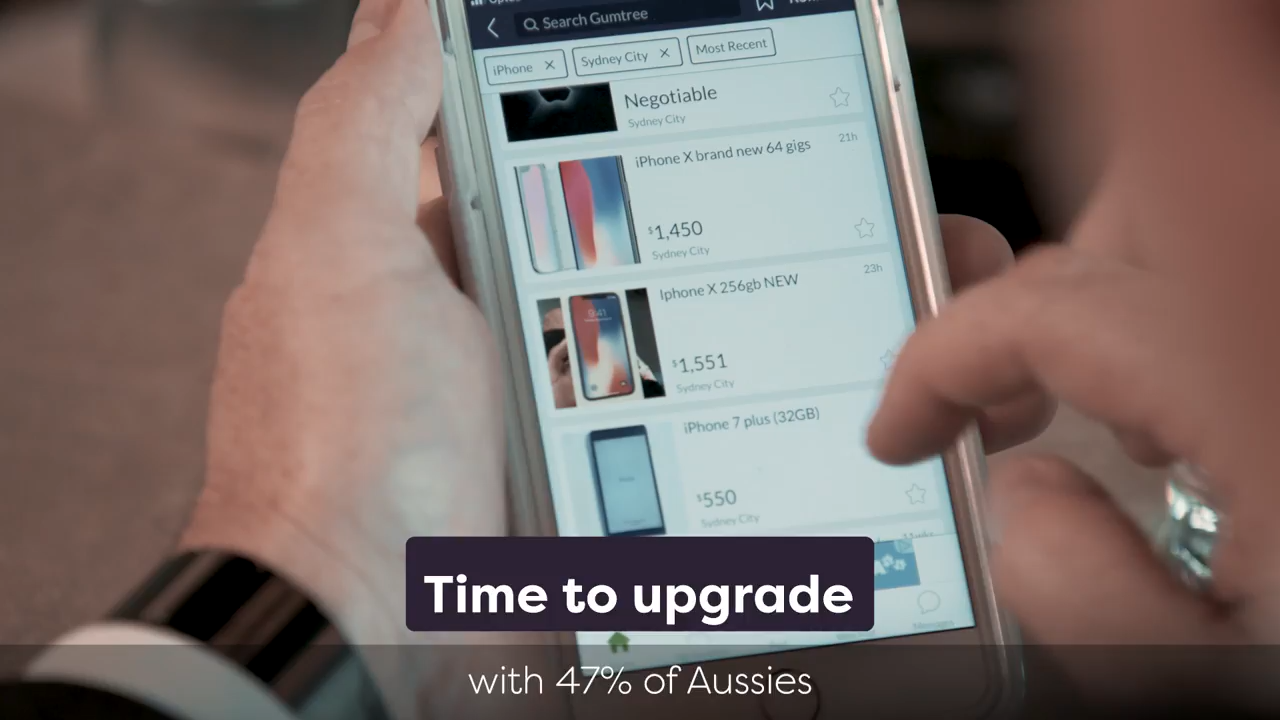 Search Gumtree
iPhone ×
Sydney City ×
Most Recent
Negotiable
Sydney City
iPhone X brand new 64 gigs
21h
$1,450
Sydney City
Iphone X 256gb NEW
23h
9:41
$1,551
Sydney City
iPhone 7 plus (32GB)
$550
Sydney City
Time to upgrade
with 47% of Aussies